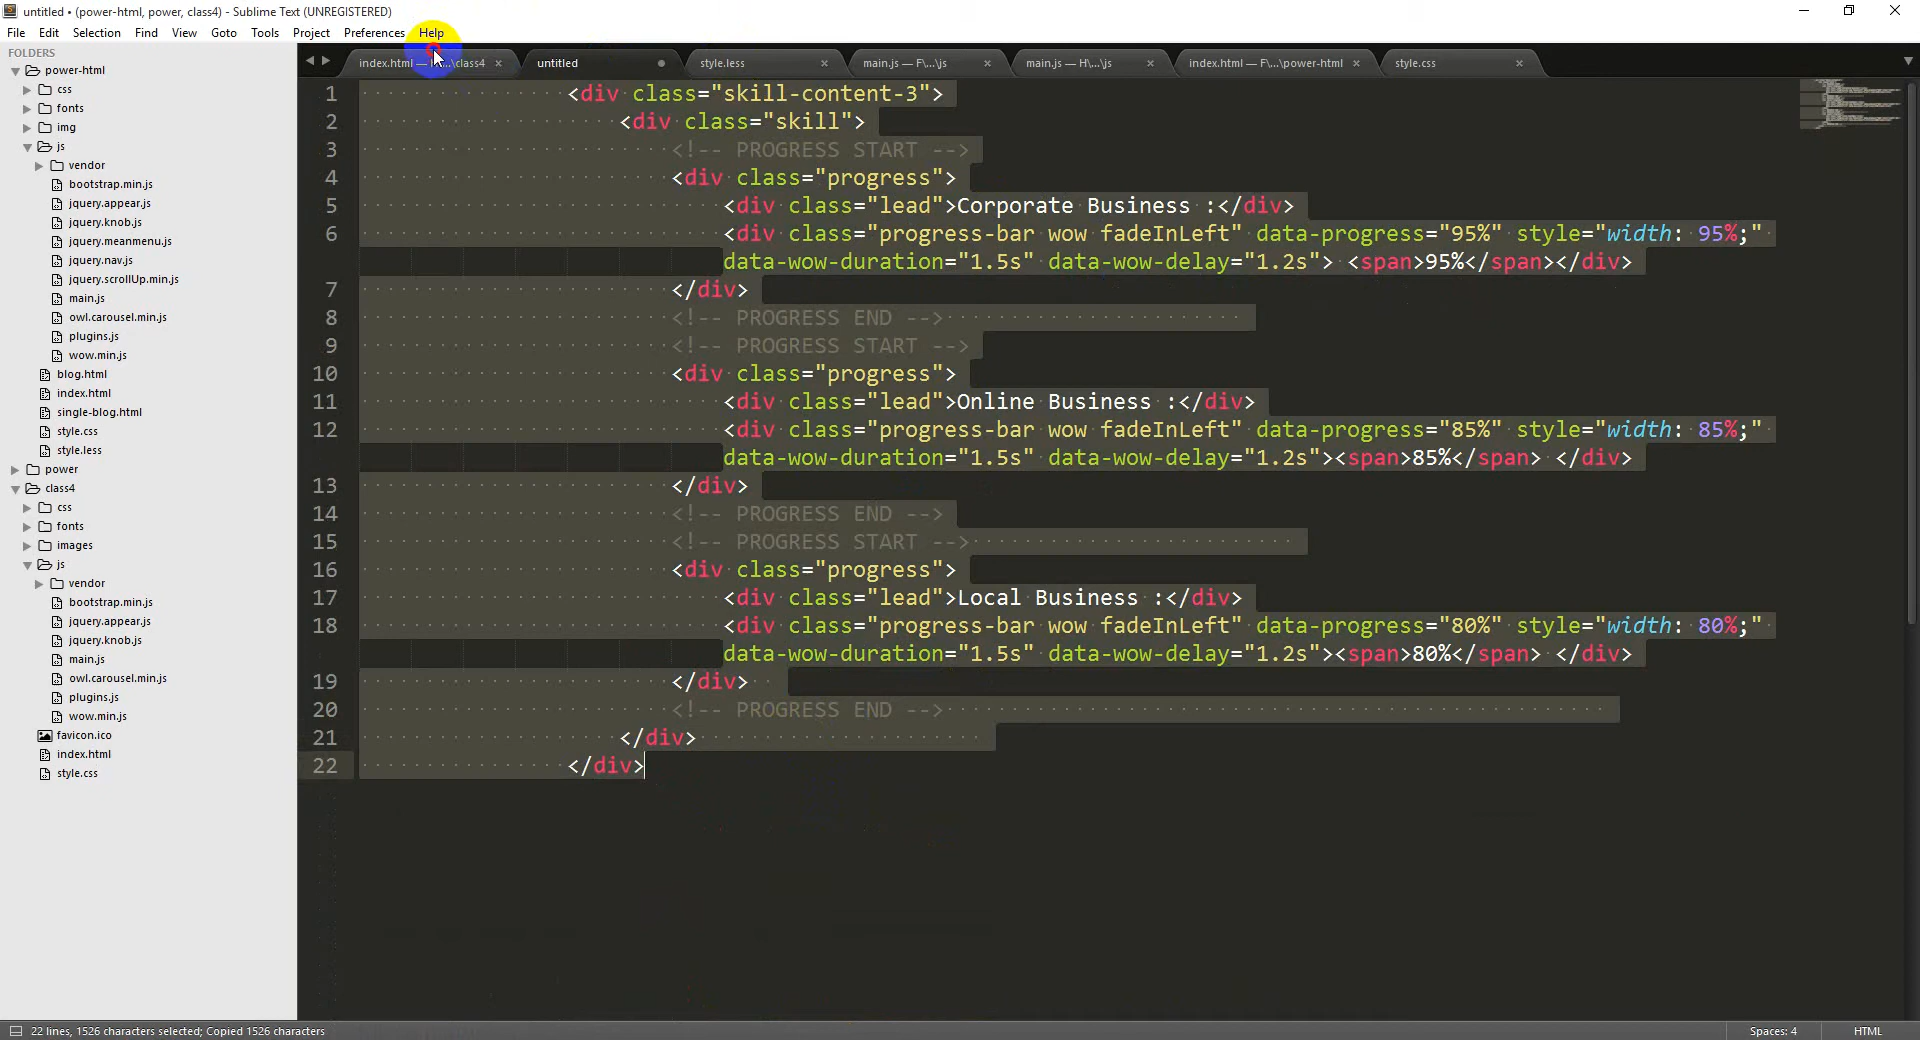 untitled • (power-html, power, class4) - Sublime Text (UNREGISTERED)
File Edit Selection Find View Goto Tools Project Preferences Help
FOLDERS
power-html
css
fonts
img
js
vendor
bootstrap.min.js
jquery.appear.js
jquery.knob.js
jquery.meanmenu.js
jquery.nav.js
jquery.scrollUp.min.js
main.js
owl.carousel.min.js
plugins.js
wow.min.js
blog.html
index.html
single-blog.html
style.css
style.less
power
class4
css
fonts
images
js
vendor
bootstrap.min.js
jquery.appear.js
jquery.knob.js
main.js
owl.carousel.min.js
plugins.js
wow.min.js
favicon.ico
index.html
style.css
index.html — \class4 untitled style.less main.js — F\...\js main.js — H\...\js index.html — F\...\power-html style.css
1 <div class="skill-content-3">
2 <div class="skill">
3 <!-- PROGRESS START -->
4 <div class="progress">
5 <div class="lead">Corporate Business :</div>
6 <div class="progress-bar wow fadeInLeft" data-progress="95%" style="width: 95%;"
data-wow-duration="1.5s" data-wow-delay="1.2s"> <span>95%</span></div>
7 </div>
8 <!-- PROGRESS END -->
9 <!-- PROGRESS START -->
10 <div class="progress">
11 <div class="lead">Online Business :</div>
12 <div class="progress-bar wow fadeInLeft" data-progress="85%" style="width: 85%;"
data-wow-duration="1.5s" data-wow-delay="1.2s"><span>85%</span> </div>
13 </div>
14 <!-- PROGRESS END -->
15 <!-- PROGRESS START -->
16 <div class="progress">
17 <div class="lead">Local Business :</div>
18 <div class="progress-bar wow fadeInLeft" data-progress="80%" style="width: 80%;"
data-wow-duration="1.5s" data-wow-delay="1.2s"><span>80%</span> </div>
19 </div>
20 <!-- PROGRESS END -->
21 </div>
22 </div>
22 lines, 1526 characters selected; Copied 1526 characters Spaces: 4 HTML